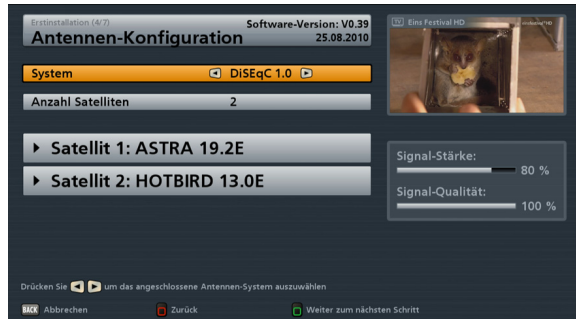 Erstinstallation (4/7)
Software-Version: V0.39
Antennen-Konfiguration
25.08.2010
TV Eins Festival HD
System
DiSEqC 1.0
Anzahl Satelliten
2
Satellit 1: ASTRA 19.2E
Satellit 2: HOTBIRD 13.0E
Signal-Stärke:
80 %
Signal-Qualität:
100 %
Drücken Sie um das angeschlossene Antennen-System auszuwählen
BACK Abbrechen
Zurück
Weiter zum nächsten Schritt